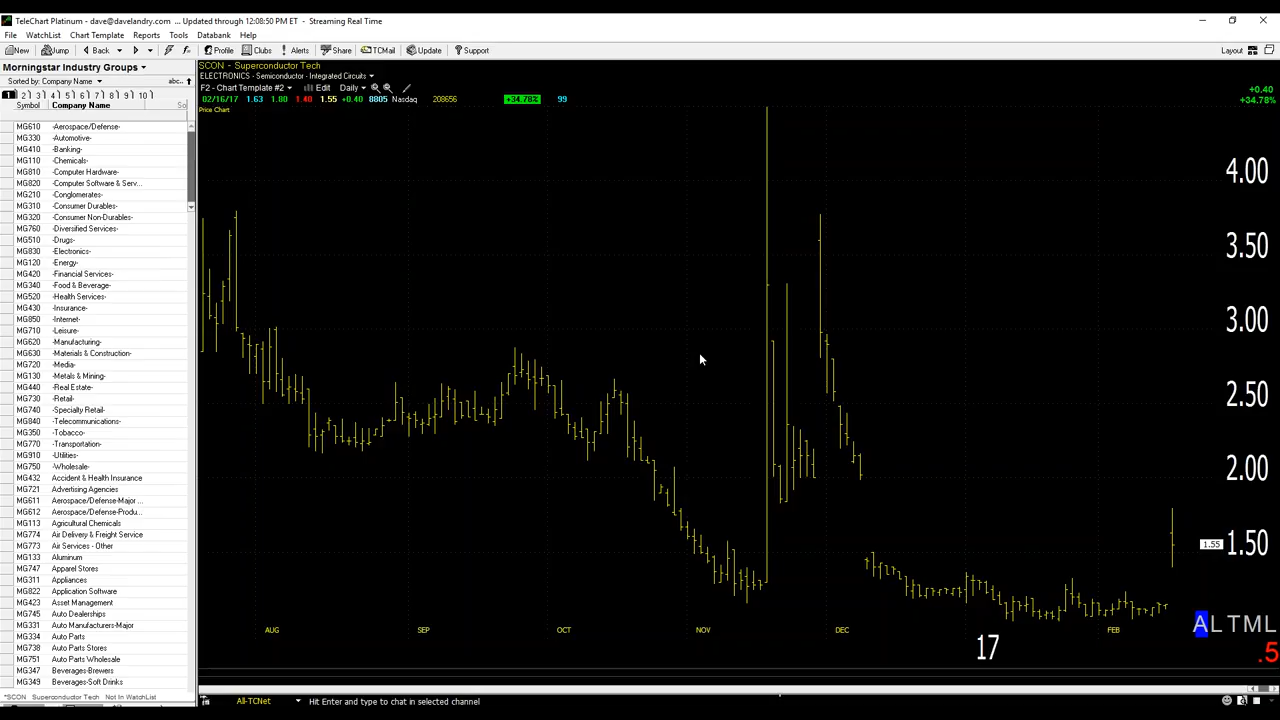 TeleChart Platinum - dave@davelandry.com ... Updated through 12:08:50 PM ET - Streaming Real Time
File WatchList Chart Template Reports Tools Databank Help
New Jump Back Profile Clubs Alerts Share TCMail Update Support Layout
Morningstar Industry Groups
Sorted by: Company Name abc..
1 2 3 4 5 6 7 8 9 10
Symbol Company Name So
MG610 -Aerospace/Defense-
MG330 -Automotive-
MG410 -Banking-
MG110 -Chemicals-
MG810 -Computer Hardware-
MG820 -Computer Software & Serv...
MG210 -Conglomerates-
MG310 -Consumer Durables-
MG320 -Consumer Non-Durables-
MG760 -Diversified Services-
MG510 -Drugs-
MG830 -Electronics-
MG120 -Energy-
MG420 -Financial Services-
MG340 -Food & Beverage-
MG520 -Health Services-
MG430 -Insurance-
MG850 -Internet-
MG710 -Leisure-
MG620 -Manufacturing-
MG630 -Materials & Construction-
MG720 -Media-
MG130 -Metals & Mining-
MG440 -Real Estate-
MG730 -Retail-
MG740 -Specialty Retail-
MG840 -Telecommunications-
MG350 -Tobacco-
MG770 -Transportation-
MG910 -Utilities-
MG750 -Wholesale-
MG432 Accident & Health Insurance
MG721 Advertising Agencies
MG611 Aerospace/Defense-Major ...
MG612 Aerospace/Defense-Produ...
MG113 Agricultural Chemicals
MG774 Air Delivery & Freight Service
MG773 Air Services - Other
MG133 Aluminum
MG747 Apparel Stores
MG311 Appliances
MG822 Application Software
MG423 Asset Management
MG745 Auto Dealerships
MG331 Auto Manufacturers-Major
MG334 Auto Parts
MG738 Auto Parts Stores
MG751 Auto Parts Wholesale
MG347 Beverages-Brewers
MG349 Beverages-Soft Drinks
*SCON Superconductor Tech Not In WatchList
SCON - Superconductor Tech
ELECTRONICS - Semiconductor - Integrated Circuits
F2 - Chart Template #2 Edit Daily
02/16/17 1.63 1.00 1.40 1.55 +0.40 8805 Nasdaq 208656 +34.78% 99
Price Chart
+0.40
+34.78%
4.00
3.50
3.00
2.50
2.00
1.55
1.50
AUG SEP OCT NOV DEC 17 FEB
ALTML
.5
All-TCNet Hit Enter and type to chat in selected channel